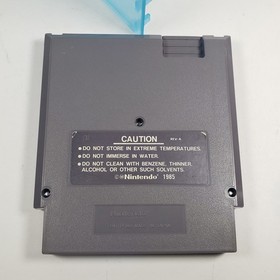 CAUTION
• DO NOT STORE IN EXTREME TEMPERATURES.
• DO NOT IMMERSE IN WATER.
• DO NOT CLEAN WITH BENZENE, THINNER,
ALCOHOL OR OTHER SUCH SOLVENTS.
©®Nintendo® 1985